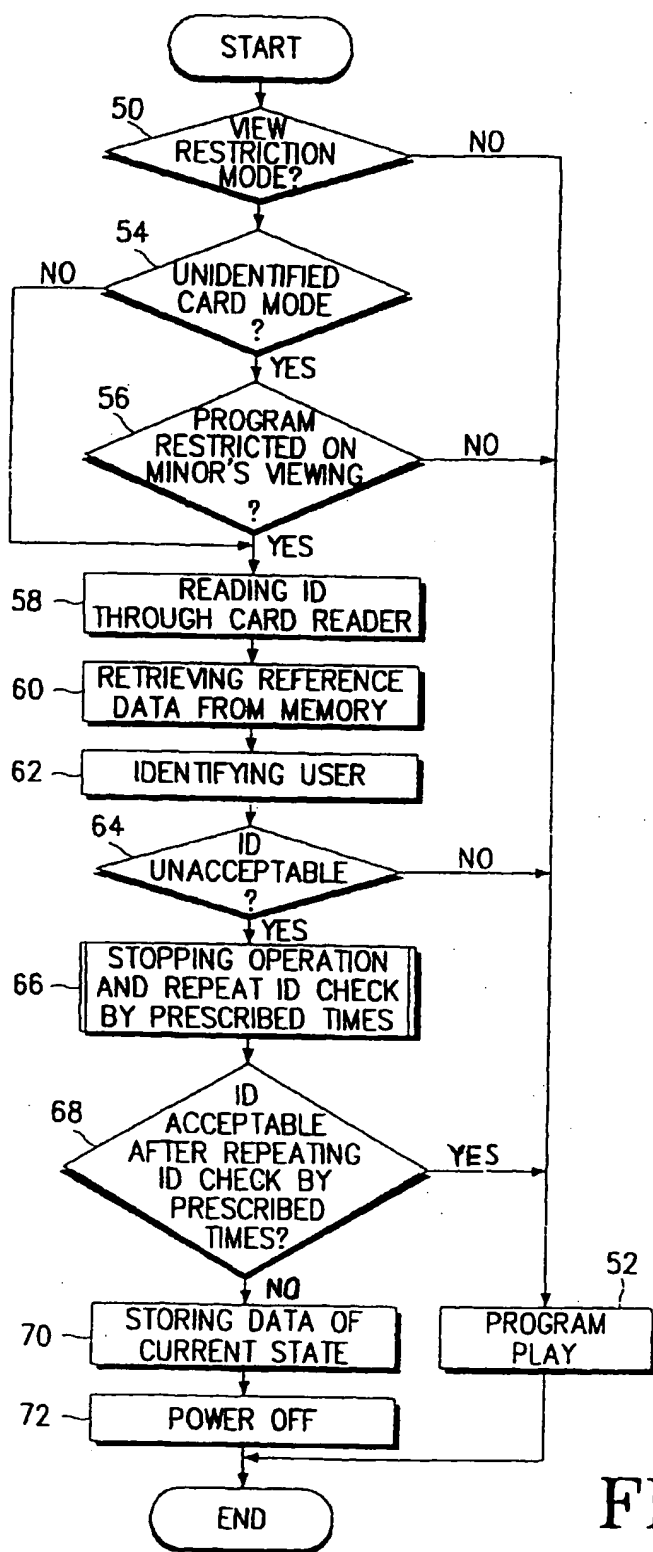 START
50
VIEW
RESTRICTION
MODE?
NO
54
NO
UNIDENTIFIED
CARD MODE
?
YES
56
PROGRAM
RESTRICTED ON
MINOR'S VIEWING
?
NO
YES
58
READING ID
THROUGH CARD READER
60
RETRIEVING REFERENCE
DATA FROM MEMORY
62
IDENTIFYING USER
64
ID
UNACCEPTABLE
?
NO
YES
66
STOPPING OPERATION
AND REPEAT ID CHECK
BY PRESCRIBED TIMES
68
ID
ACCEPTABLE
AFTER REPEATING
ID CHECK BY
PRESCRIBED
TIMES?
YES
NO
52
PROGRAM
PLAY
70
STORING DATA OF
CURRENT STATE
72
POWER OFF
END